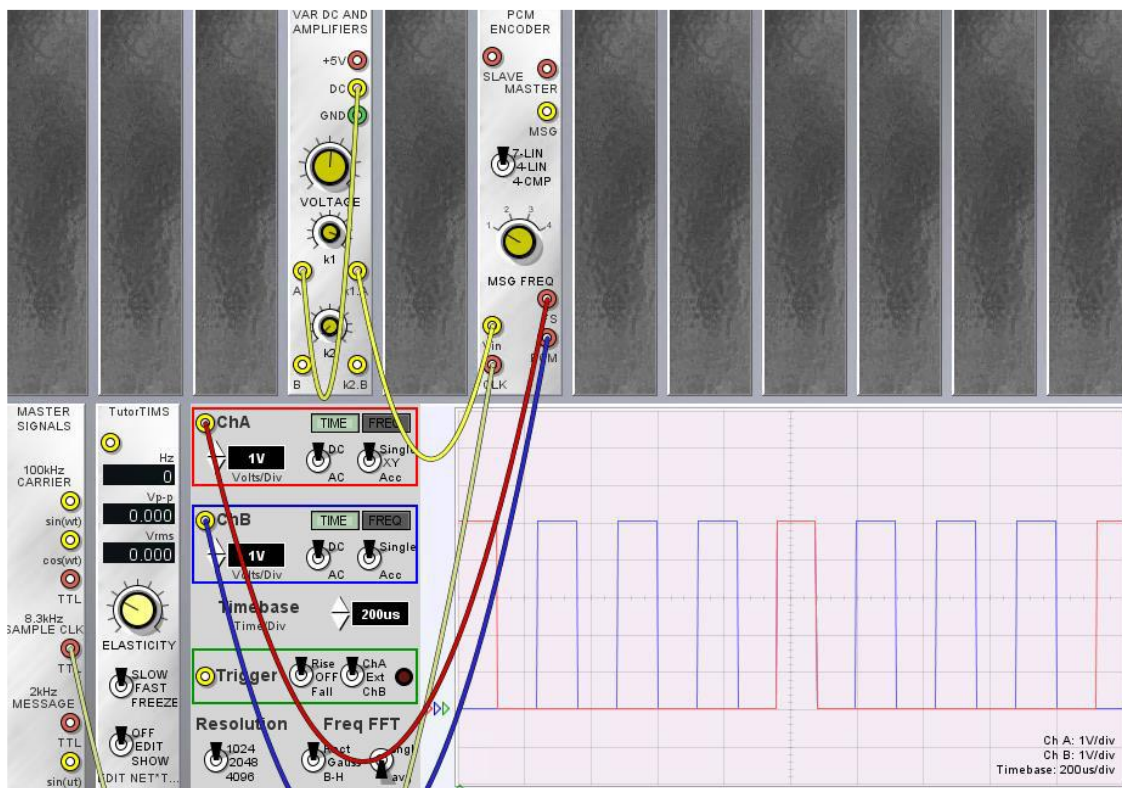 VAR DC AND
AMPLIFIERS
+5V
DC
GND
VOLTAGE
k1
A
k1.A
k2
B
k2.B
PCM
ENCODER
SLAVE
MASTER
MSG
7-LIN
4-LIN
4-CMP
1 2 3 4
MSG FREQ
Vin
CLK
MASTER
SIGNALS
100kHz
CARRIER
sin(wt)
cos(wt)
TTL
8.3kHz
SAMPLE CLK
2kHz
MESSAGE
TTL
sin(ut)
TutorTIMS
Hz
0
Vp-p
0.000
Vrms
0.000
ELASTICITY
SLOW
FAST
FREEZE
OFF
EDIT
SHOW
EDIT NET*T...
ChA
TIME FREQ
1V
Volts/Div
DC
AC
Single
XY
Acc
ChB
TIME FREQ
1V
Volts/Div
DC
AC
Single
Acc
Timebase
Time/Div
200us
Trigger
Rise
OFF
Fall
ChA
Ext
ChB
Resolution
1024
2048
4096
Freq FFT
Gauss
B-H
Ch A: 1V/div
Ch B: 1V/div
Timebase: 200us/div